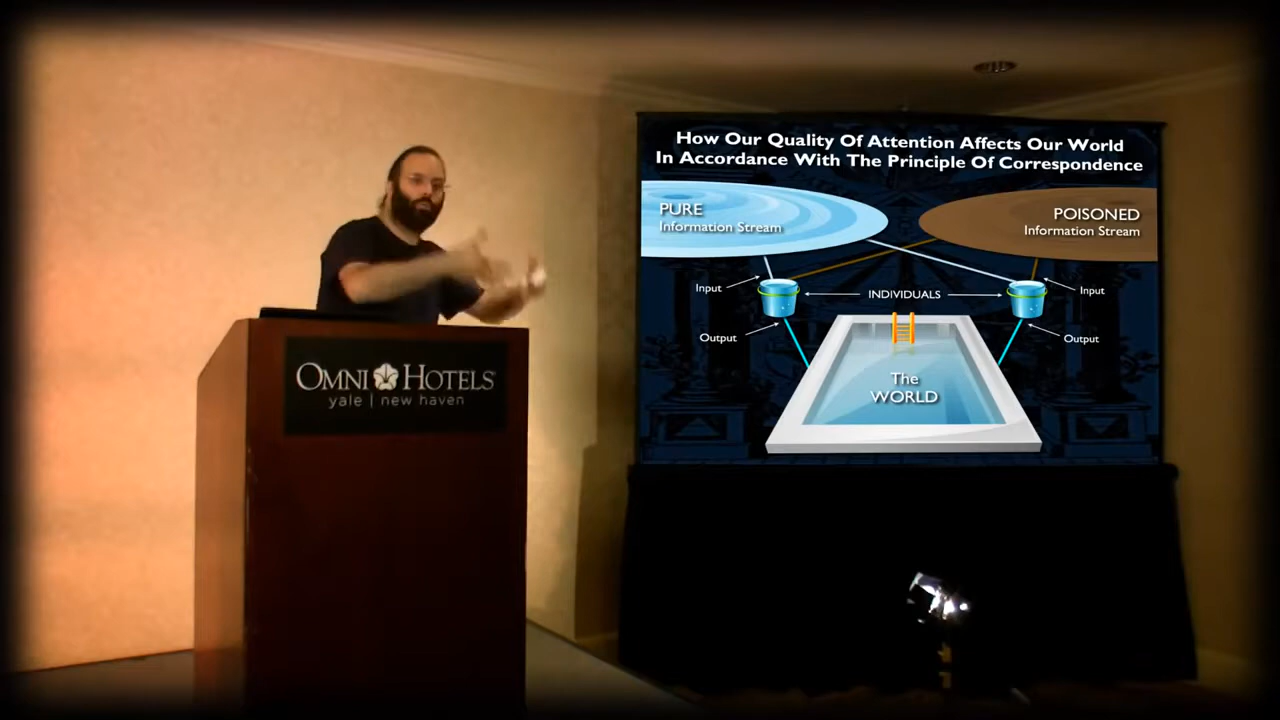 How Our Quality Of Attention Affects Our World
In Accordance With The Principle Of Correspondence
PURE
Information Stream
POISONED
Information Stream
Input
INDIVIDUALS
Input
Output
Output
The
WORLD
OMNI HOTELS
yale | new haven